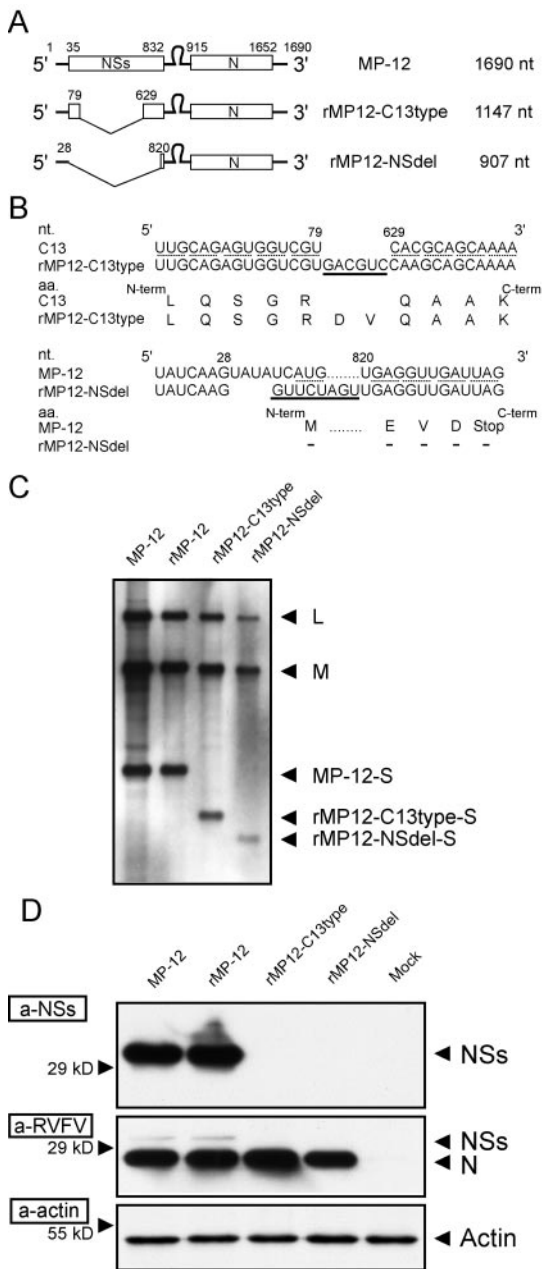 A
1 35 832 915 1652 1690
5' NSs N 3' MP-12 1690 nt
79 629
5' N 3' rMP12-C13type 1147 nt
28 820
5' N 3' rMP12-NSdel 907 nt
B
nt. 5' 79 629 3'
C13 UUGCAGAGUGGUCGU CACGCAGCAAAA
rMP12-C13type UUGCAGAGUGGUCGUGACGUCCAAGCAGCAAAA
aa. N-term C-term
C13 L Q S G R Q A A K
rMP12-C13type L Q S G R D V Q A A K
nt. 5' 28 820 3'
MP-12 UAUCAAGUAUAUCAUG........UGAGGUUGAUUAG
rMP12-NSdel UAUCAAG GUUCUAGUUGAGGUUGAUUAG
aa. N-term C-term
MP-12 M ........ E V D Stop
rMP12-NSdel – – – – –
C
MP-12 rMP-12 rMP12-C13type rMP12-NSdel
L
M
MP-12-S
rMP12-C13type-S
rMP12-NSdel-S
D
MP-12 rMP-12 rMP12-C13type rMP12-NSdel Mock
a-NSs
29 kD NSs
a-RVFV
29 kD NSs
N
a-actin
55 kD Actin